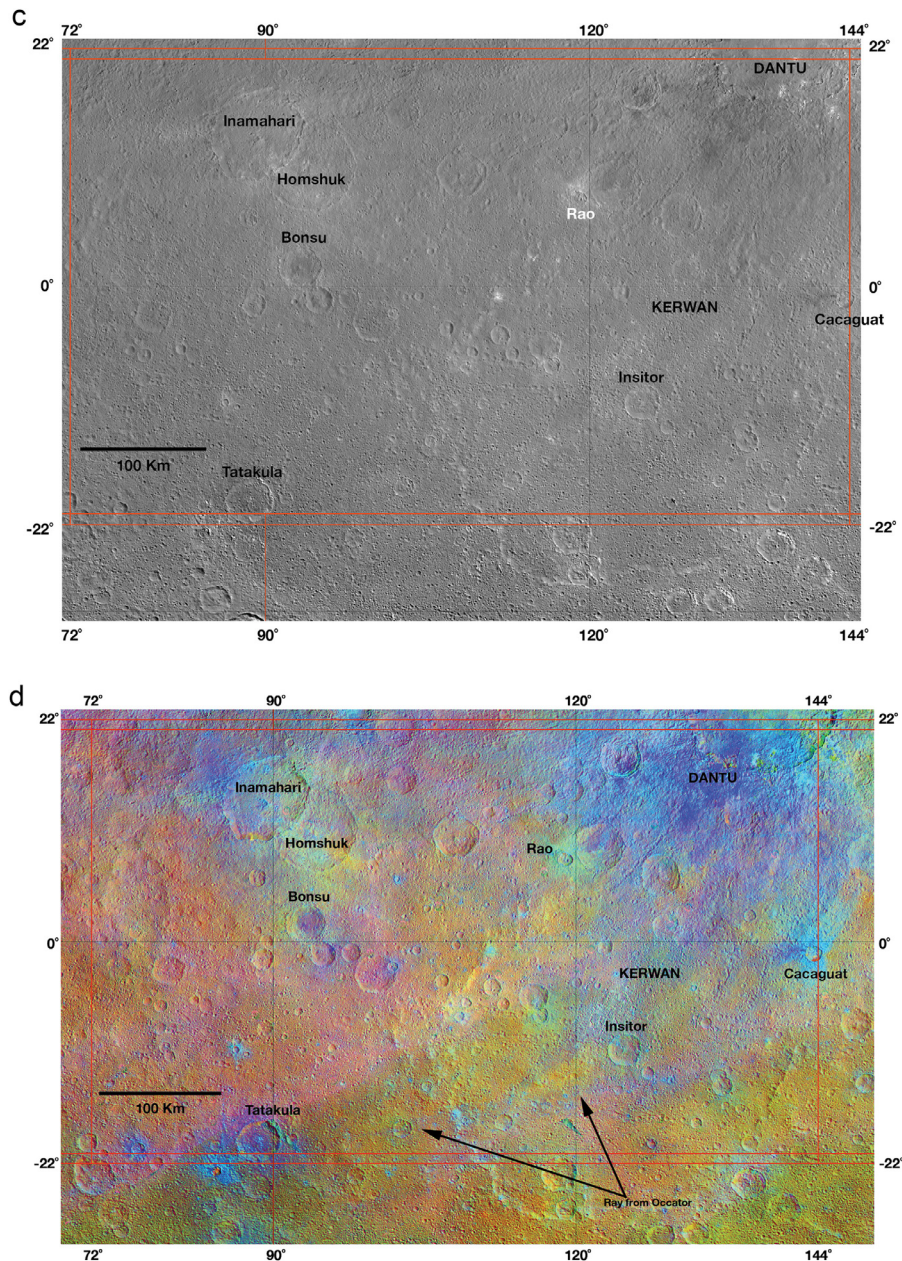 c
72° 90° 120° 144°
22° 22°
DANTU
Inamahari
Homshuk
Rao
Bonsu
0° 0°
KERWAN
Cacaguat
Insitor
100 Km
Tatakula
-22° -22°
72° 90° 120° 144°
d
72° 90° 120° 144°
22° 22°
DANTU
Inamahari
Homshuk
Rao
Bonsu
0° 0°
KERWAN
Cacaguat
Insitor
100 Km
Tatakula
-22° -22°
Ray from Occator
72° 90° 120° 144°